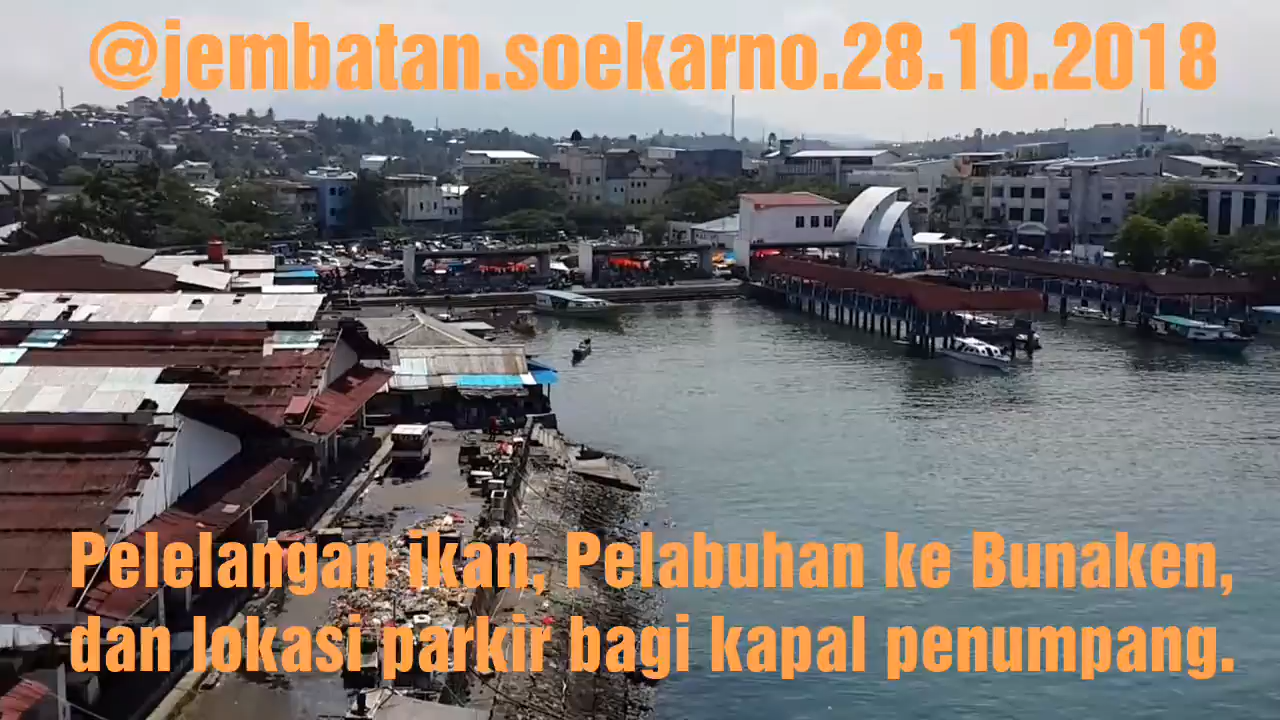 @jembatan.soekarno.28.10.2018
Pelelangan ikan, Pelabuhan ke Bunaken,
dan lokasi parkir bagi kapal penumpang.